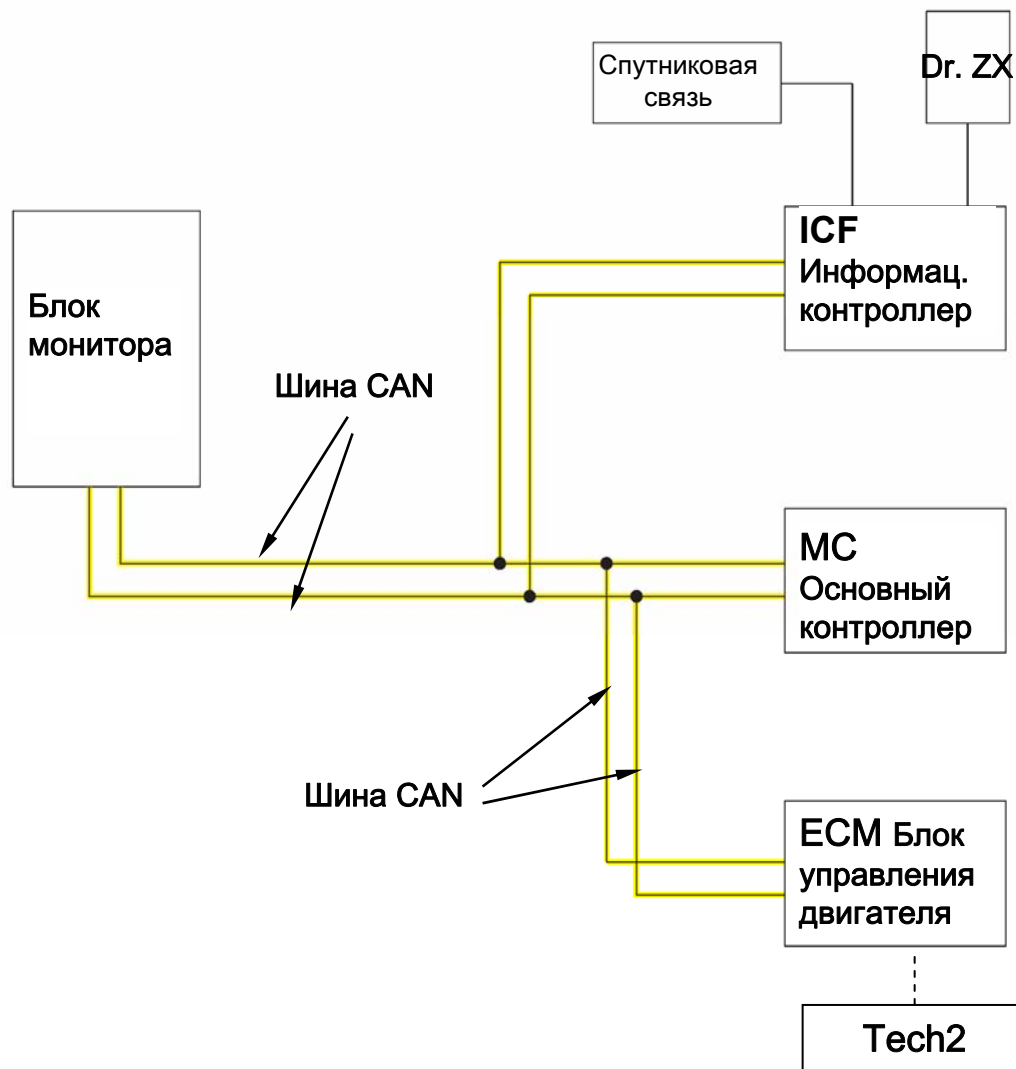 Спутниковая
связь
Dr. ZX
ICF
Информац.
контроллер
Блок
монитора
Шина CAN
MC
Основный
контроллер
Шина CAN
ECM Блок
управления
двигателя
Tech2